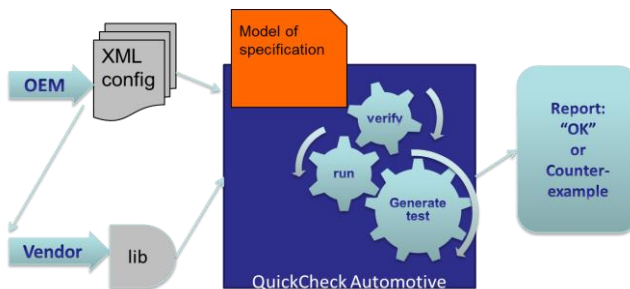 Model of
specification
XML
config
OEM
verify
run
Generate
test
Report:
“OK”
or
Counter-
example
Vendor
lib
QuickCheck Automotive